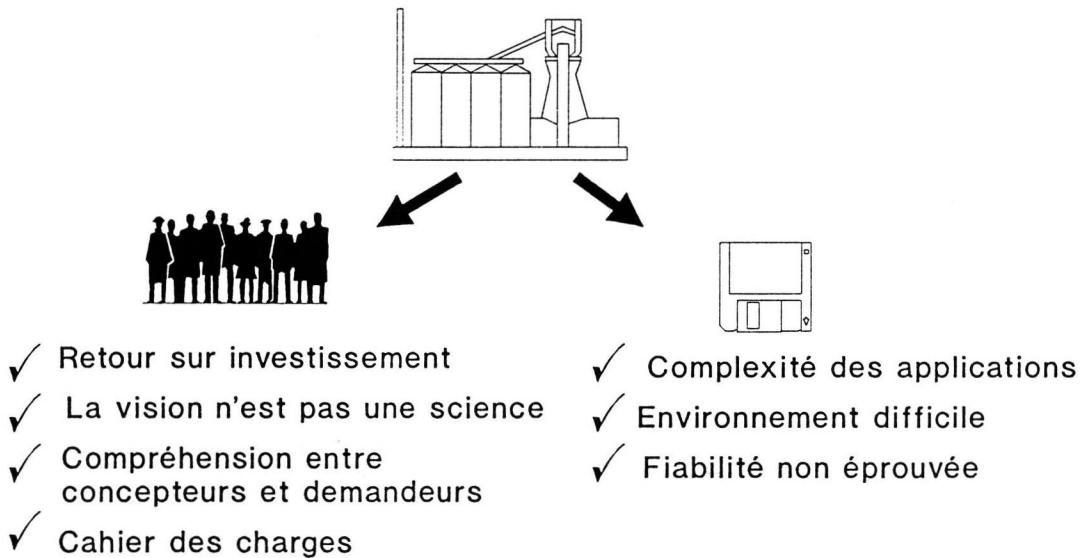 Retour sur investissement
La vision n'est pas une science
Compréhension entre
concepteurs et demandeurs
Cahier des charges
Complexité des applications
Environnement difficile
Fiabilité non éprouvée